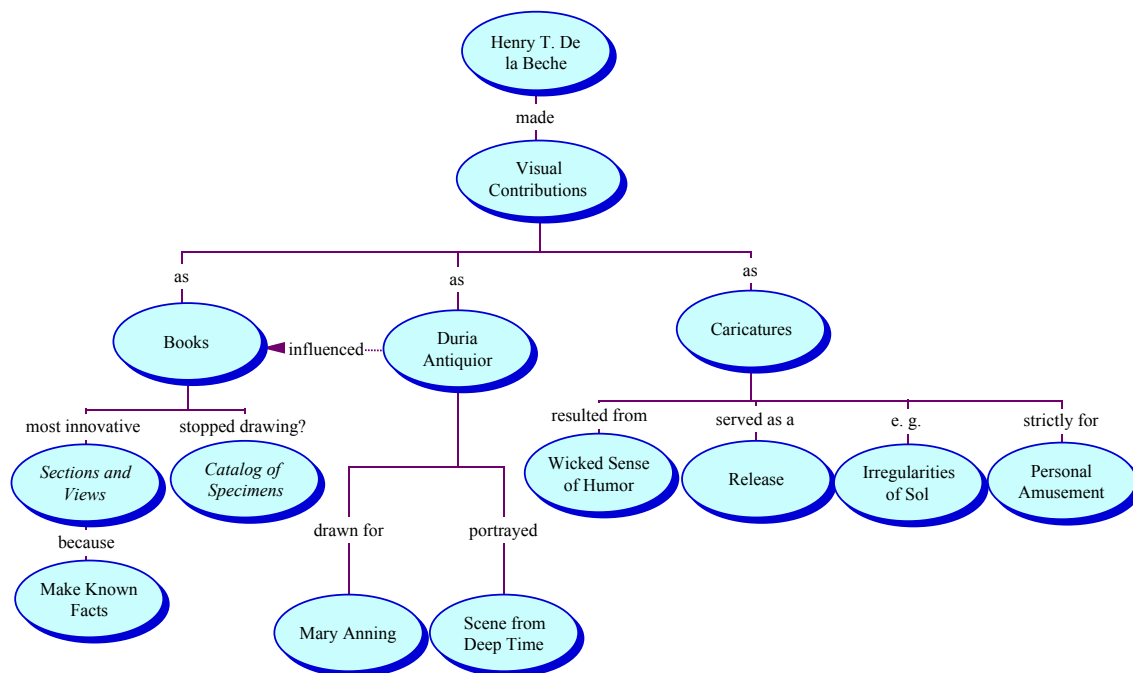 Henry T. De
la Beche
made
Visual
Contributions
as
as
as
Books
influenced
Duria
Antiquior
Caricatures
most innovative
stopped drawing?
resulted from
served as a
e. g.
strictly for
Sections and
Views
Catalog of
Specimens
Wicked Sense
of Humor
Release
Irregularities
of Sol
Personal
Amusement
because
drawn for
portrayed
Make Known
Facts
Mary Anning
Scene from
Deep Time